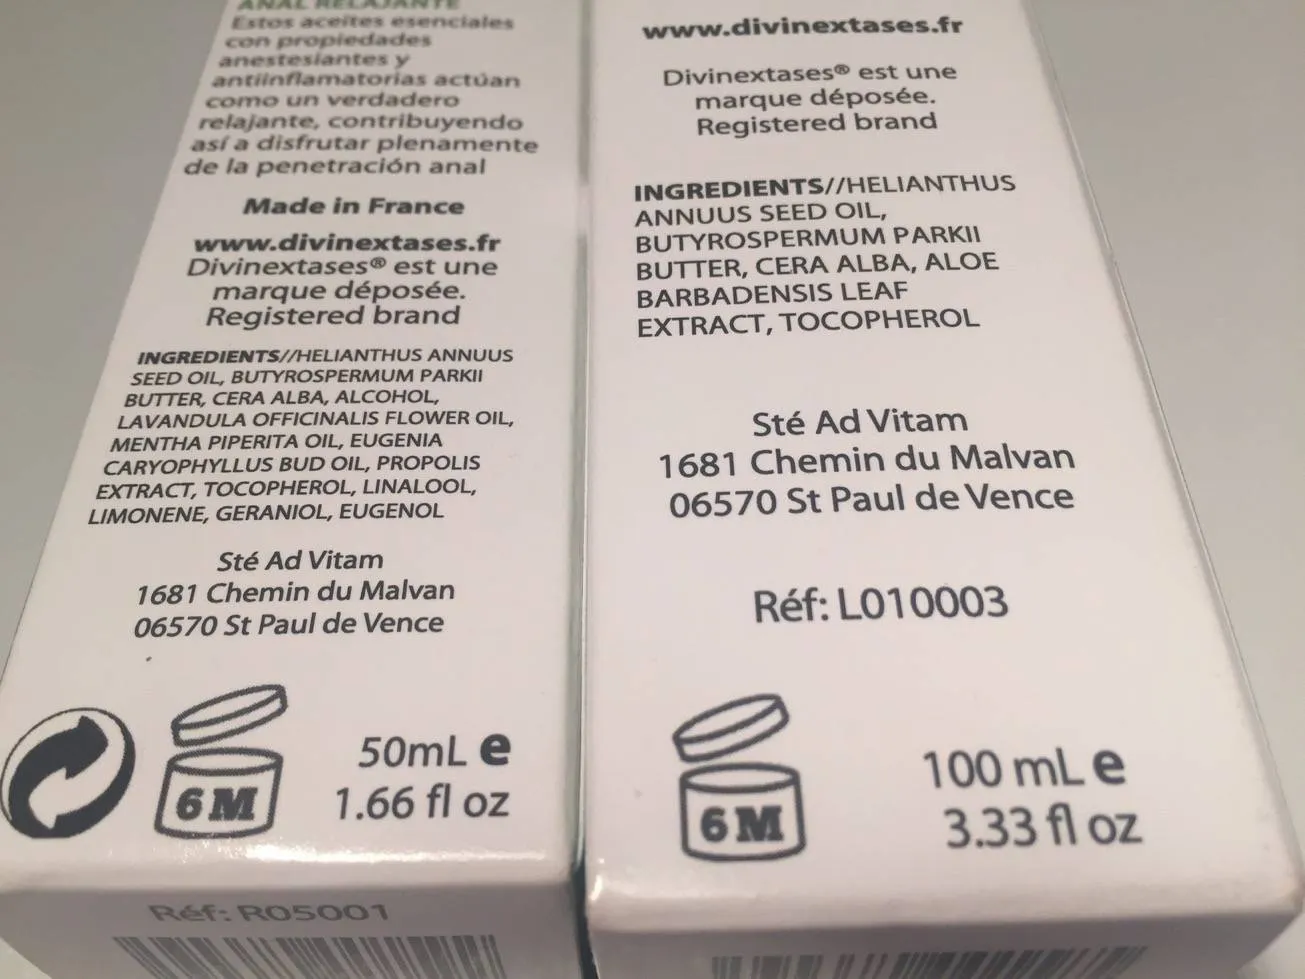 ANAL RELAJANTE
Estos aceites esenciales
con propiedades
anestesiantes y
antiinflamatorias actúan
como un verdadero
relajante, contribuyendo
así a disfrutar plenamente
de la penetración anal
Made in France
www.divinextases.fr
Divinextases® est une
marque déposée.
Registered brand
INGREDIENTS//HELIANTHUS ANNUUS
SEED OIL, BUTYROSPERMUM PARKII
BUTTER, CERA ALBA, ALCOHOL,
LAVANDULA OFFICINALIS FLOWER OIL,
MENTHA PIPERITA OIL, EUGENIA
CARYOPHYLLUS BUD OIL, PROPOLIS
EXTRACT, TOCOPHEROL, LINALOOL,
LIMONENE, GERANIOL, EUGENOL
Sté Ad Vitam
1681 Chemin du Malvan
06570 St Paul de Vence
6M
50mL e
1.66 fl oz
Réf: R05001
www.divinextases.fr
Divinextases® est une
marque déposée.
Registered brand
INGREDIENTS//HELIANTHUS
ANNUUS SEED OIL,
BUTYROSPERMUM PARKII
BUTTER, CERA ALBA, ALOE
BARBADENSIS LEAF
EXTRACT, TOCOPHEROL
Sté Ad Vitam
1681 Chemin du Malvan
06570 St Paul de Vence
Réf: L010003
6M
100 mL e
3.33 fl oz